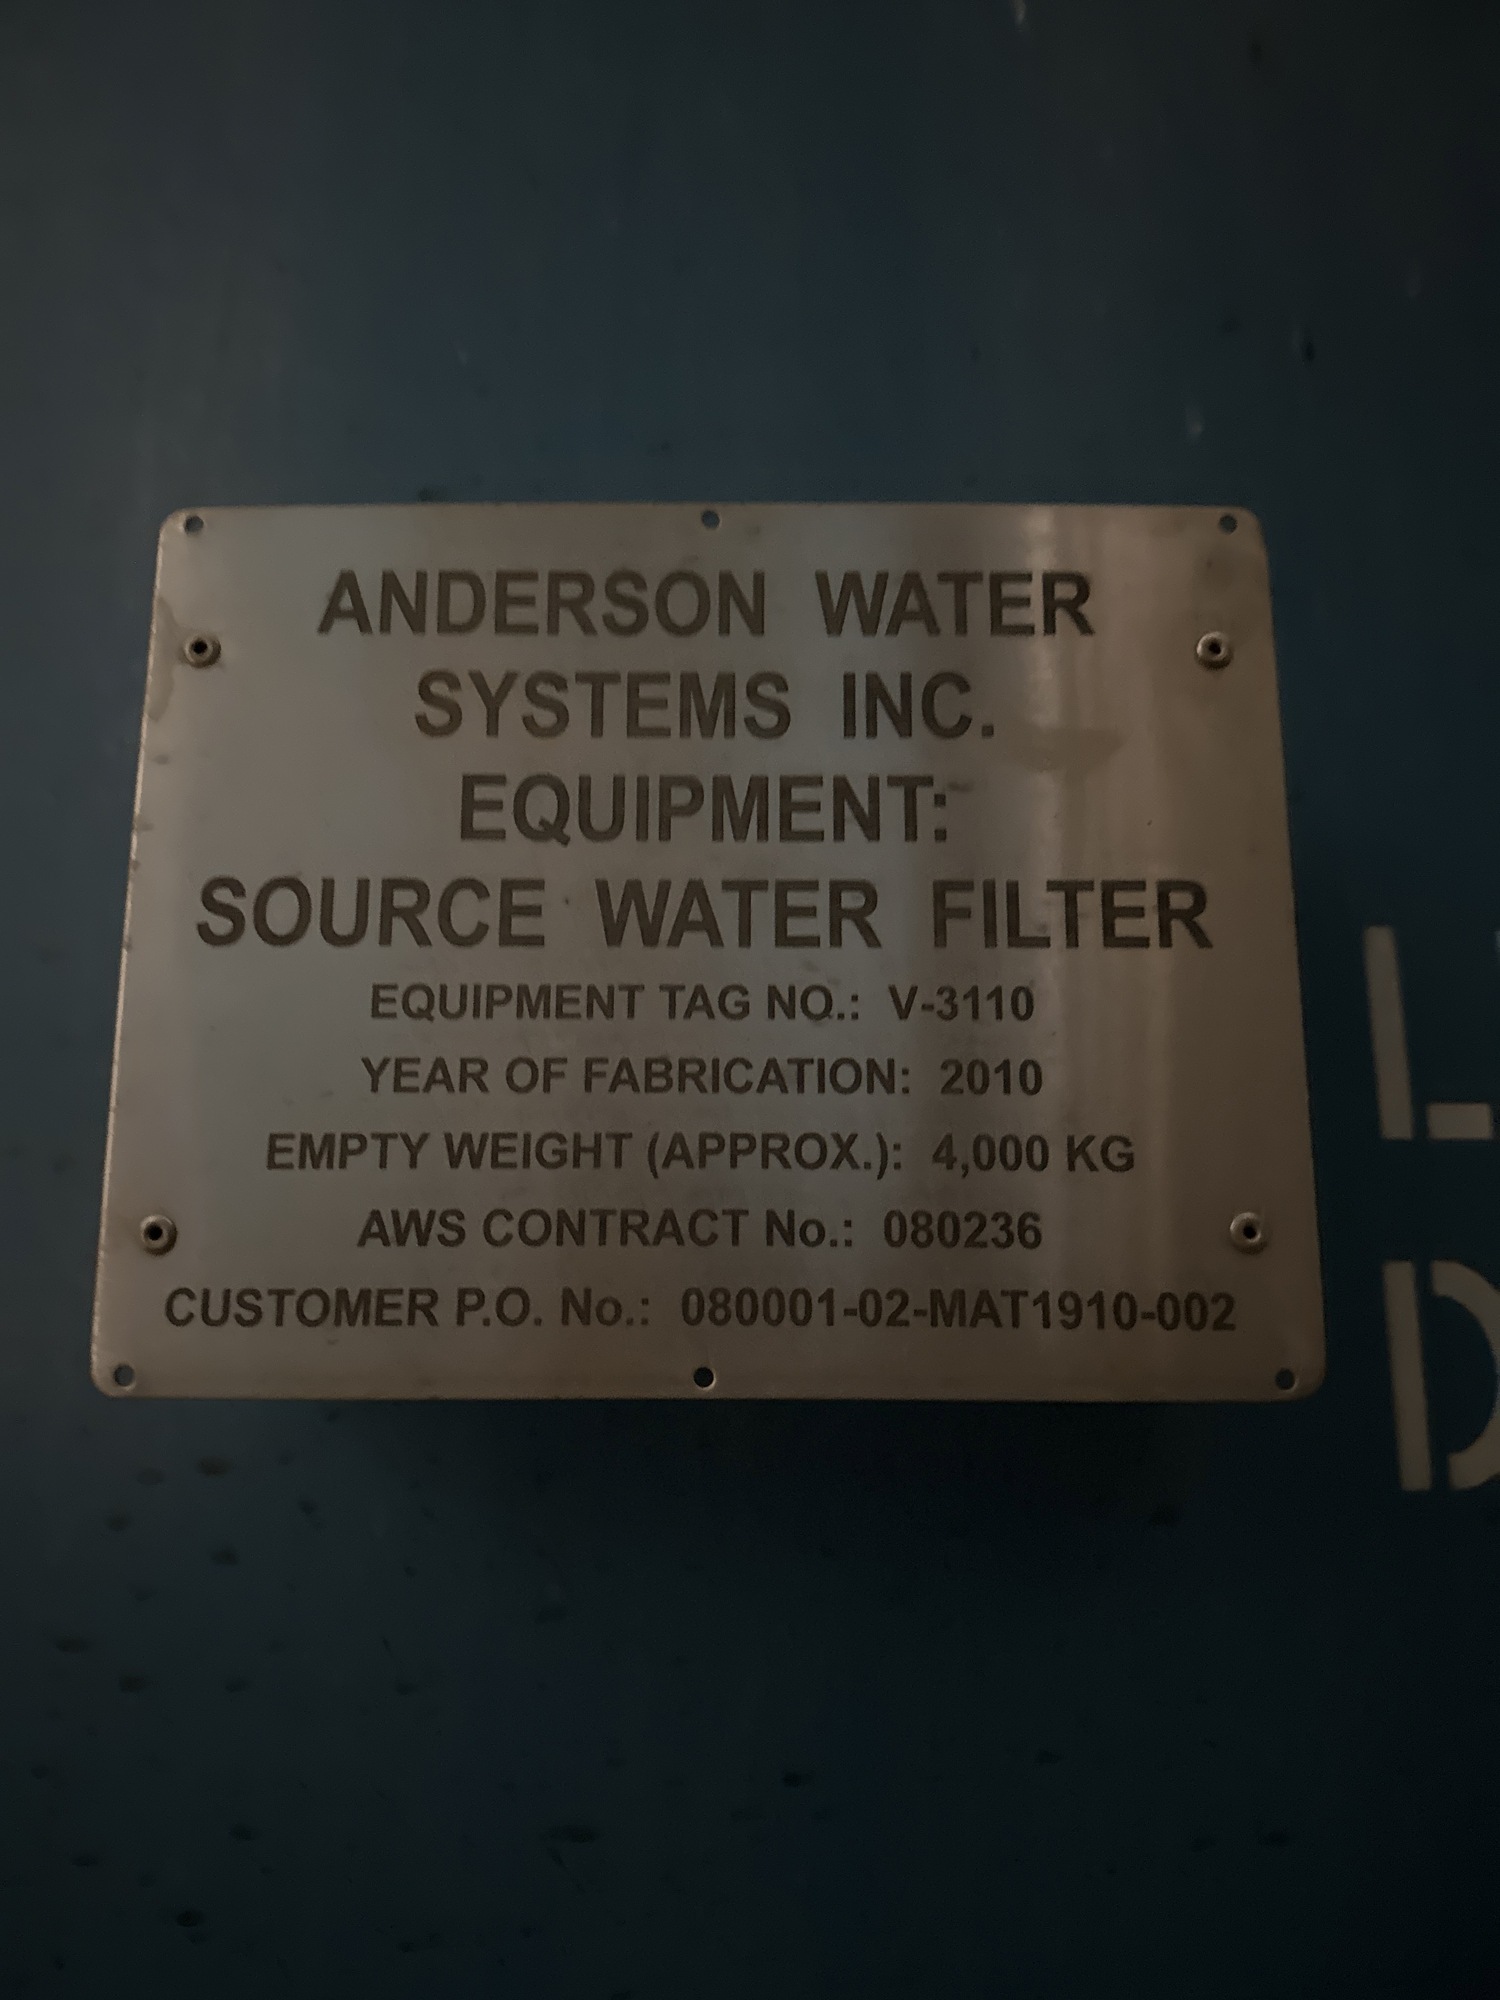 ANDERSON WATER
SYSTEMS INC.
EQUIPMENT:
SOURCE WATER FILTER
EQUIPMENT TAG NO.: V-3110
YEAR OF FABRICATION: 2010
EMPTY WEIGHT (APPROX.): 4,000 KG
AWS CONTRACT No.: 080236
CUSTOMER P.O. No.: 080001-02-MAT1910-002